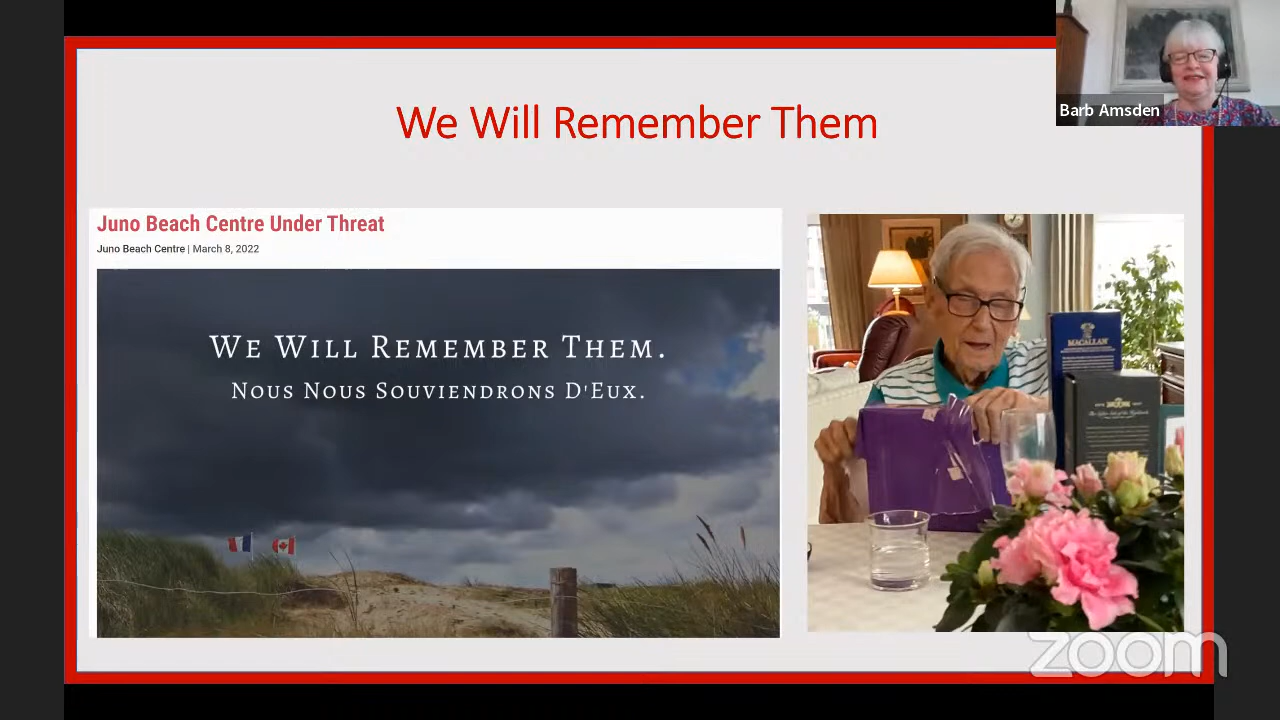 We Will Remember Them
Barb Amsden
Juno Beach Centre Under Threat
Juno Beach Centre | March 8, 2022
We Will Remember Them.
Nous Nous Souviendrons D'Eux.
MACALLAN
zoom